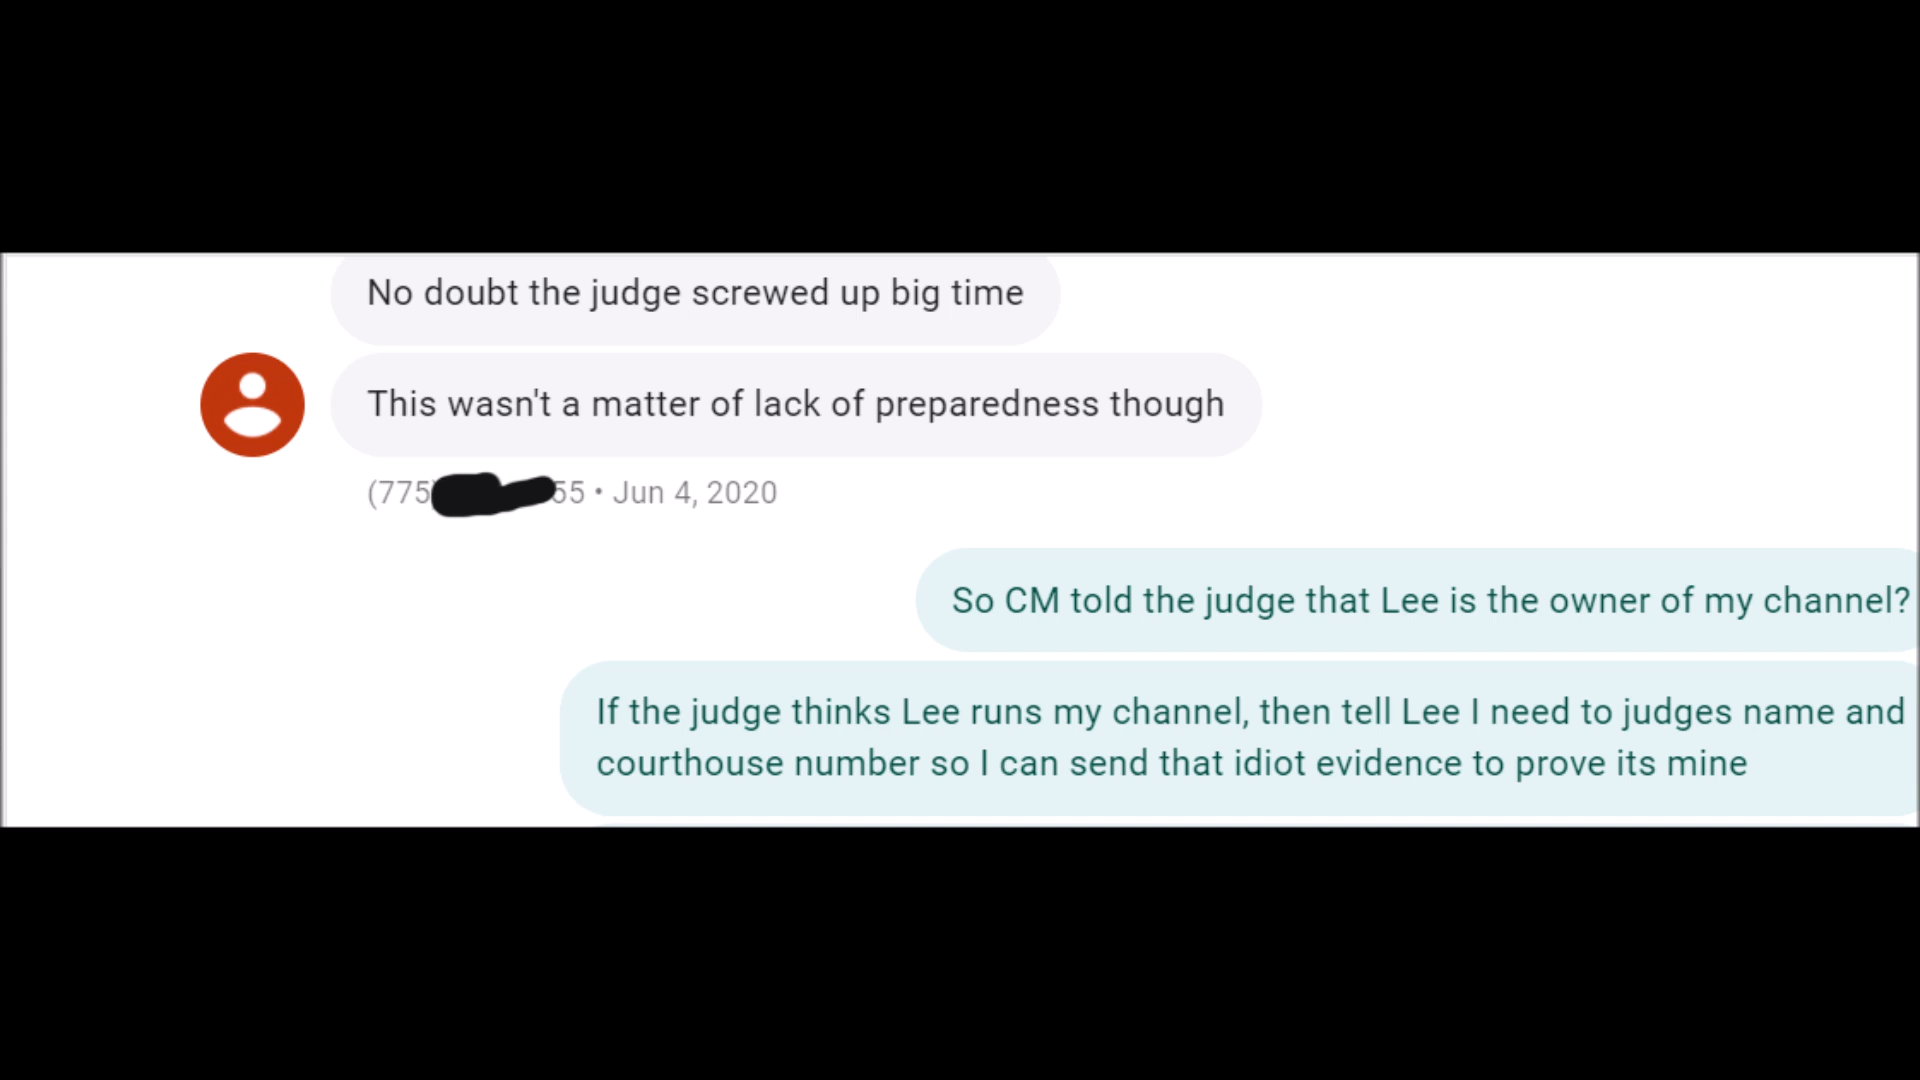 No doubt the judge screwed up big time
This wasn't a matter of lack of preparedness though
(775 55 • Jun 4, 2020
So CM told the judge that Lee is the owner of my channel?
If the judge thinks Lee runs my channel, then tell Lee I need to judges name and
courthouse number so I can send that idiot evidence to prove its mine